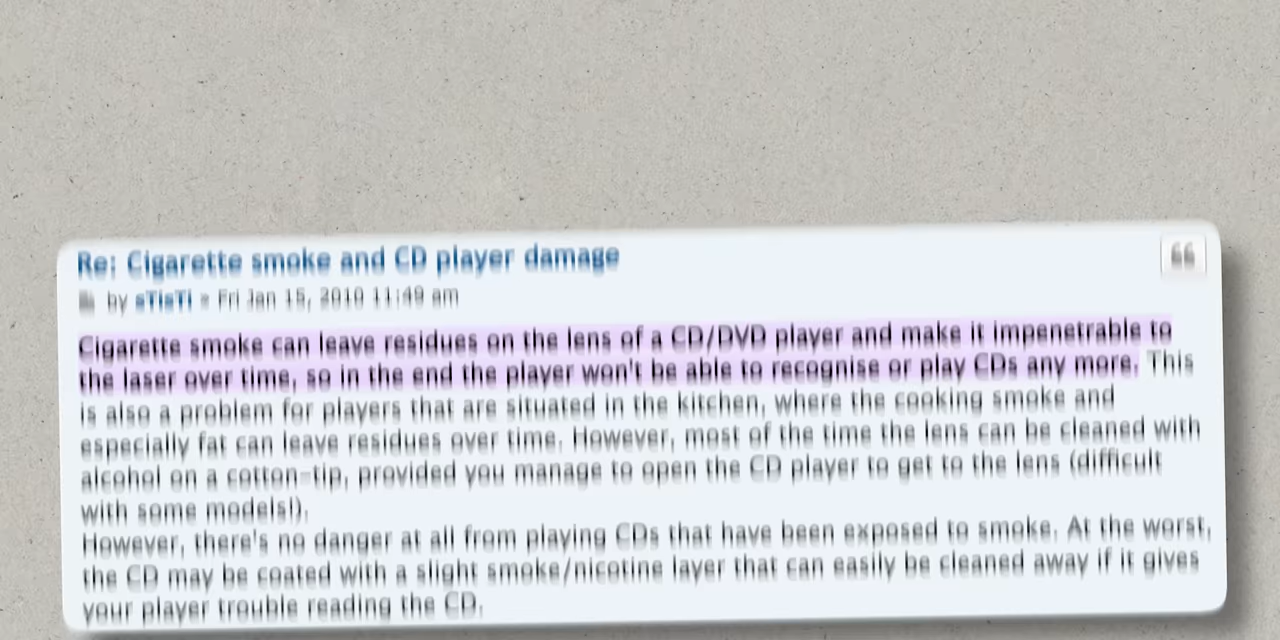 Re: Cigarette smoke and CD player damage
by sTisTi » Fri Jan 15, 2010 11:49 am
Cigarette smoke can leave residues on the lens of a CD/DVD player and make it impenetrable to
the laser over time, so in the end the player won't be able to recognise or play CDs any more. This
is also a problem for players that are situated in the kitchen, where the cooking smoke and
especially fat can leave residues over time. However, most of the time the lens can be cleaned with
alcohol on a cotton-tip, provided you manage to open the CD player to get to the lens (difficult
with some models!).
However, there's no danger at all from playing CDs that have been exposed to smoke. At the worst,
the CD may be coated with a slight smoke/nicotine layer that can easily be cleaned away if it gives
your player trouble reading the CD.